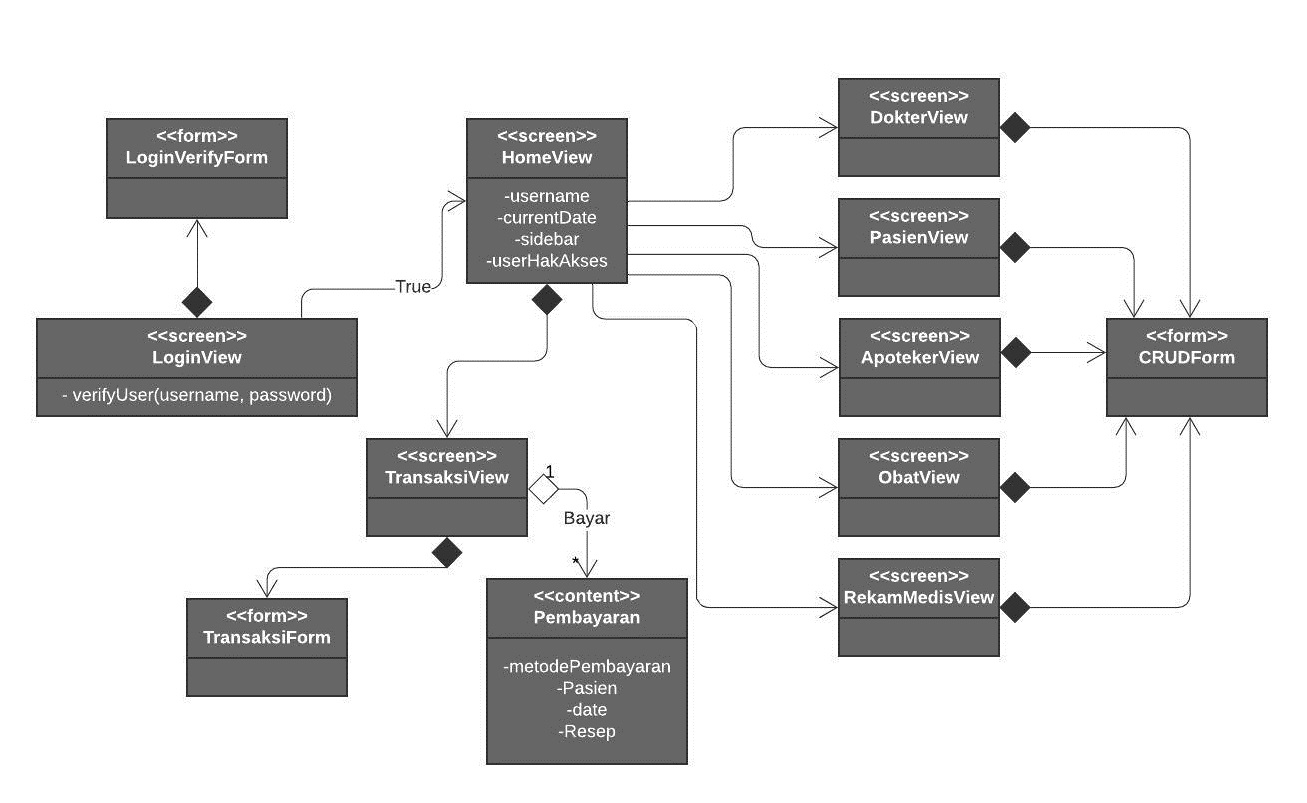 <<form>>
LoginVerifyForm
<<screen>>
LoginView
- verifyUser(username, password)
True
<<screen>>
HomeView
-username
-currentDate
-sidebar
-userHakAkses
<<screen>>
TransaksiView
1
Bayar
*
<<form>>
TransaksiForm
<<content>>
Pembayaran
-metodePembayaran
-Pasien
-date
-Resep
<<screen>>
DokterView
<<screen>>
PasienView
<<screen>>
ApotekerView
<<screen>>
ObatView
<<screen>>
RekamMedisView
<<form>>
CRUDForm